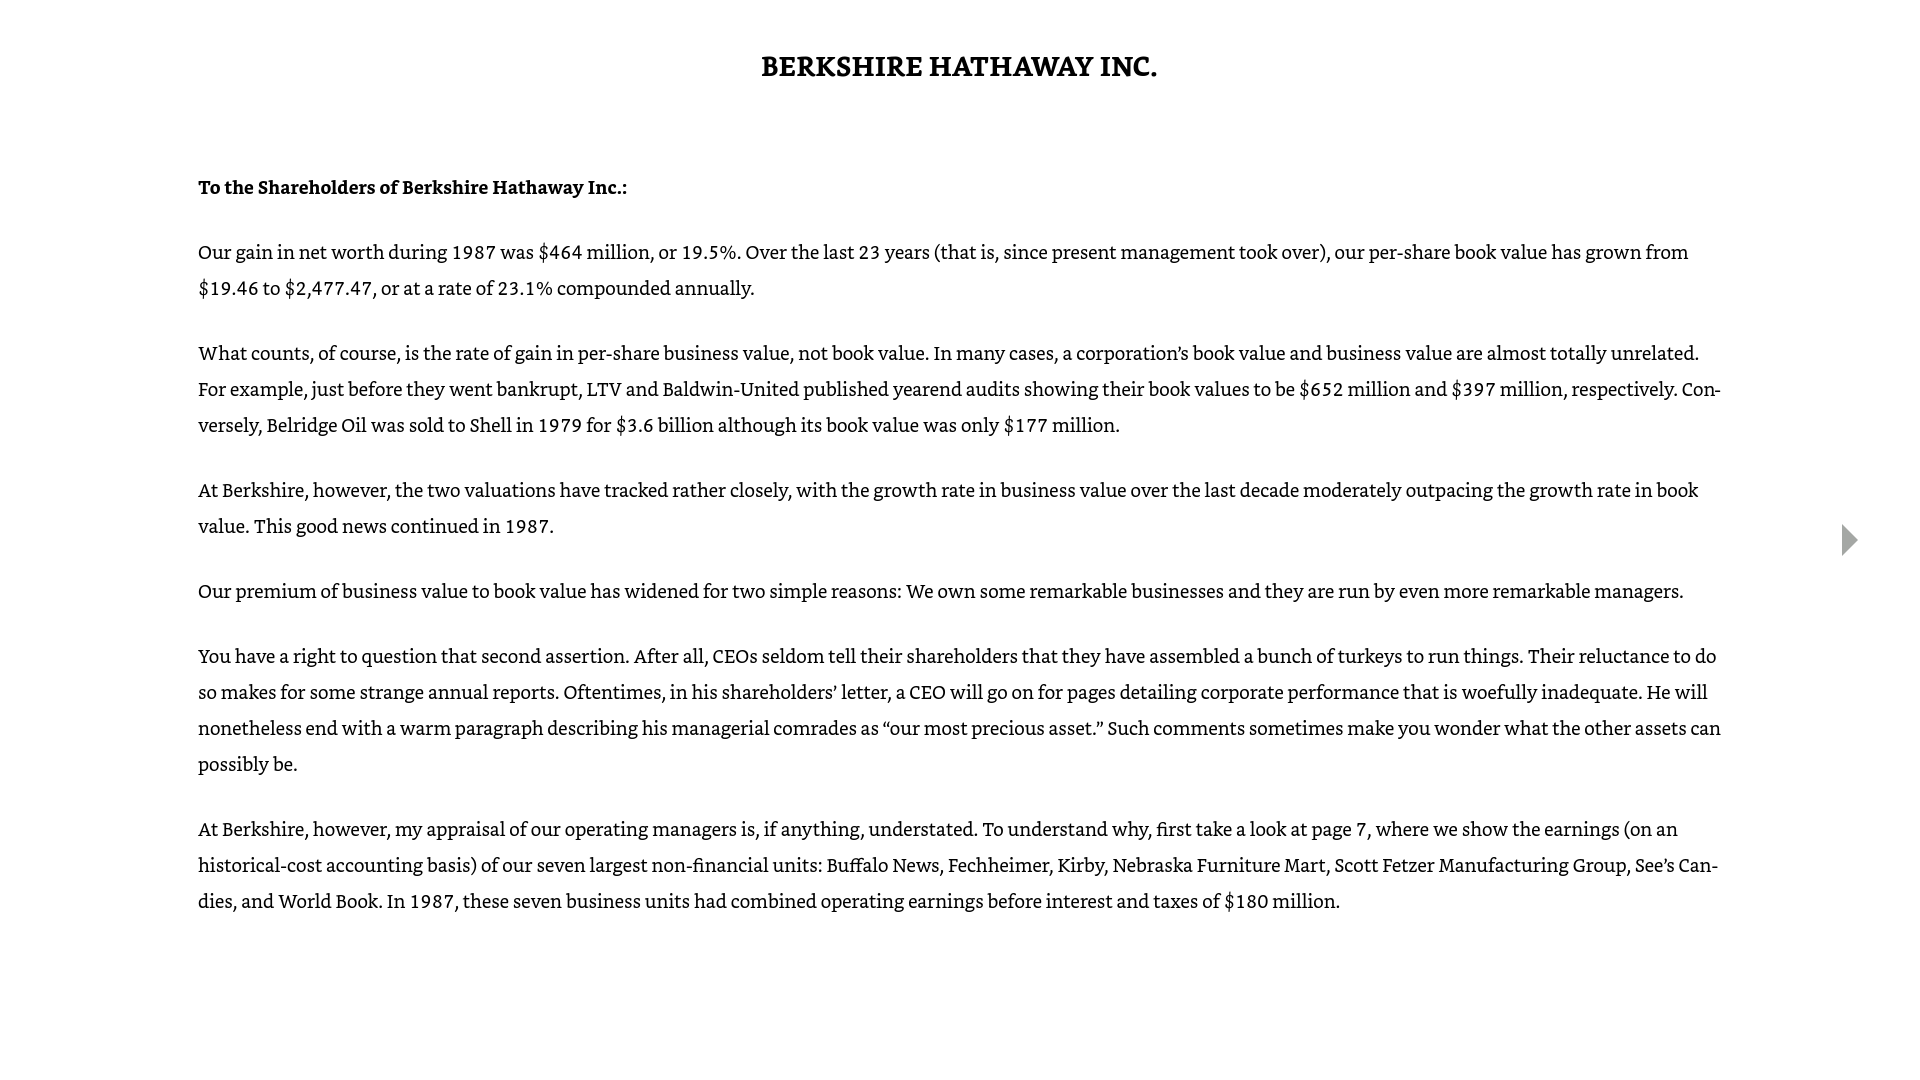 BERKSHIRE HATHAWAY INC.
To the Shareholders of Berkshire Hathaway Inc.:
Our gain in net worth during 1987 was $464 million, or 19.5%. Over the last 23 years (that is, since present management took over), our per-share book value has grown from
$19.46 to $2,477.47, or at a rate of 23.1% compounded annually.
What counts, of course, is the rate of gain in per-share business value, not book value. In many cases, a corporation’s book value and business value are almost totally unrelated.
For example, just before they went bankrupt, LTV and Baldwin-United published yearend audits showing their book values to be $652 million and $397 million, respectively. Con-
versely, Belridge Oil was sold to Shell in 1979 for $3.6 billion although its book value was only $177 million.
At Berkshire, however, the two valuations have tracked rather closely, with the growth rate in business value over the last decade moderately outpacing the growth rate in book
value. This good news continued in 1987.
Our premium of business value to book value has widened for two simple reasons: We own some remarkable businesses and they are run by even more remarkable managers.
You have a right to question that second assertion. After all, CEOs seldom tell their shareholders that they have assembled a bunch of turkeys to run things. Their reluctance to do
so makes for some strange annual reports. Oftentimes, in his shareholders’ letter, a CEO will go on for pages detailing corporate performance that is woefully inadequate. He will
nonetheless end with a warm paragraph describing his managerial comrades as “our most precious asset.” Such comments sometimes make you wonder what the other assets can
possibly be.
At Berkshire, however, my appraisal of our operating managers is, if anything, understated. To understand why, first take a look at page 7, where we show the earnings (on an
historical-cost accounting basis) of our seven largest non-financial units: Buffalo News, Fechheimer, Kirby, Nebraska Furniture Mart, Scott Fetzer Manufacturing Group, See’s Can-
dies, and World Book. In 1987, these seven business units had combined operating earnings before interest and taxes of $180 million.